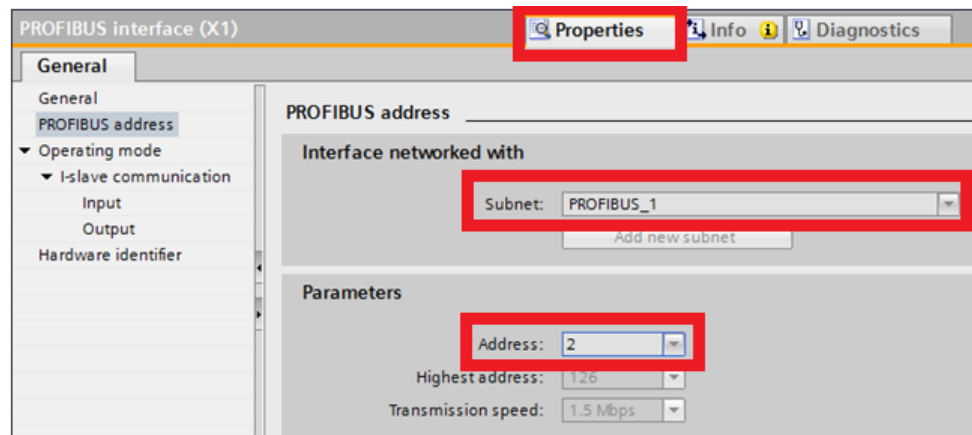 PROFIBUS interface (X1)
Properties
Info
Diagnostics
General
General
PROFIBUS address
Operating mode
I-slave communication
Input
Output
Hardware identifier
PROFIBUS address
Interface networked with
Subnet: PROFIBUS_1
Add new subnet
Parameters
Address: 2
Highest address: 126
Transmission speed: 1.5 Mbps